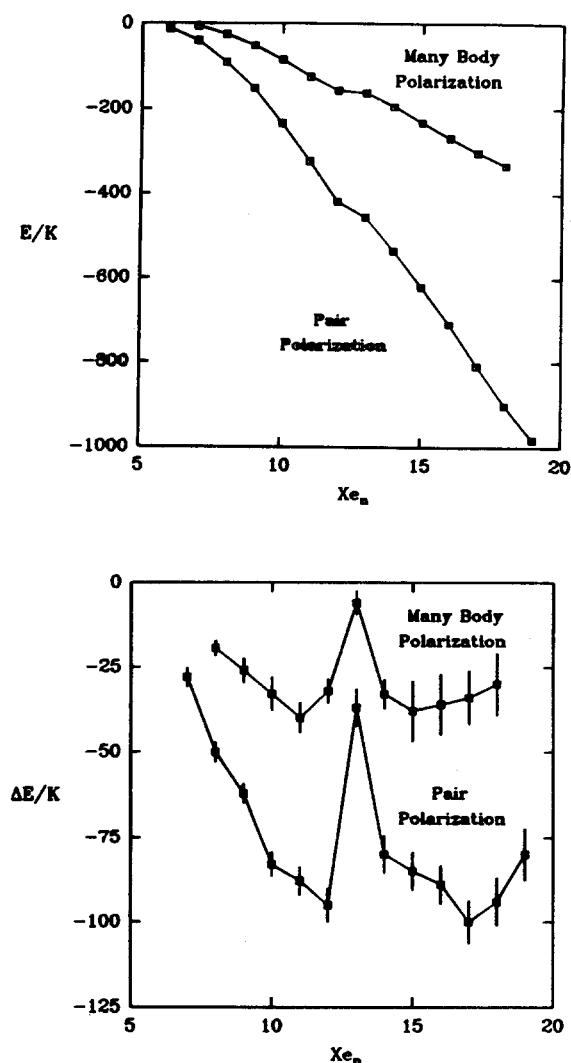 0
Many Body
Polarization
-200
-400
E/K
-600
Pair
Polarization
-800
-1000
5
10
15
20
Xeₙ
0
Many Body
Polarization
-25
-50
ΔE/K
Pair
Polarization
-75
-100
-125
5
10
15
20
Xeₙ